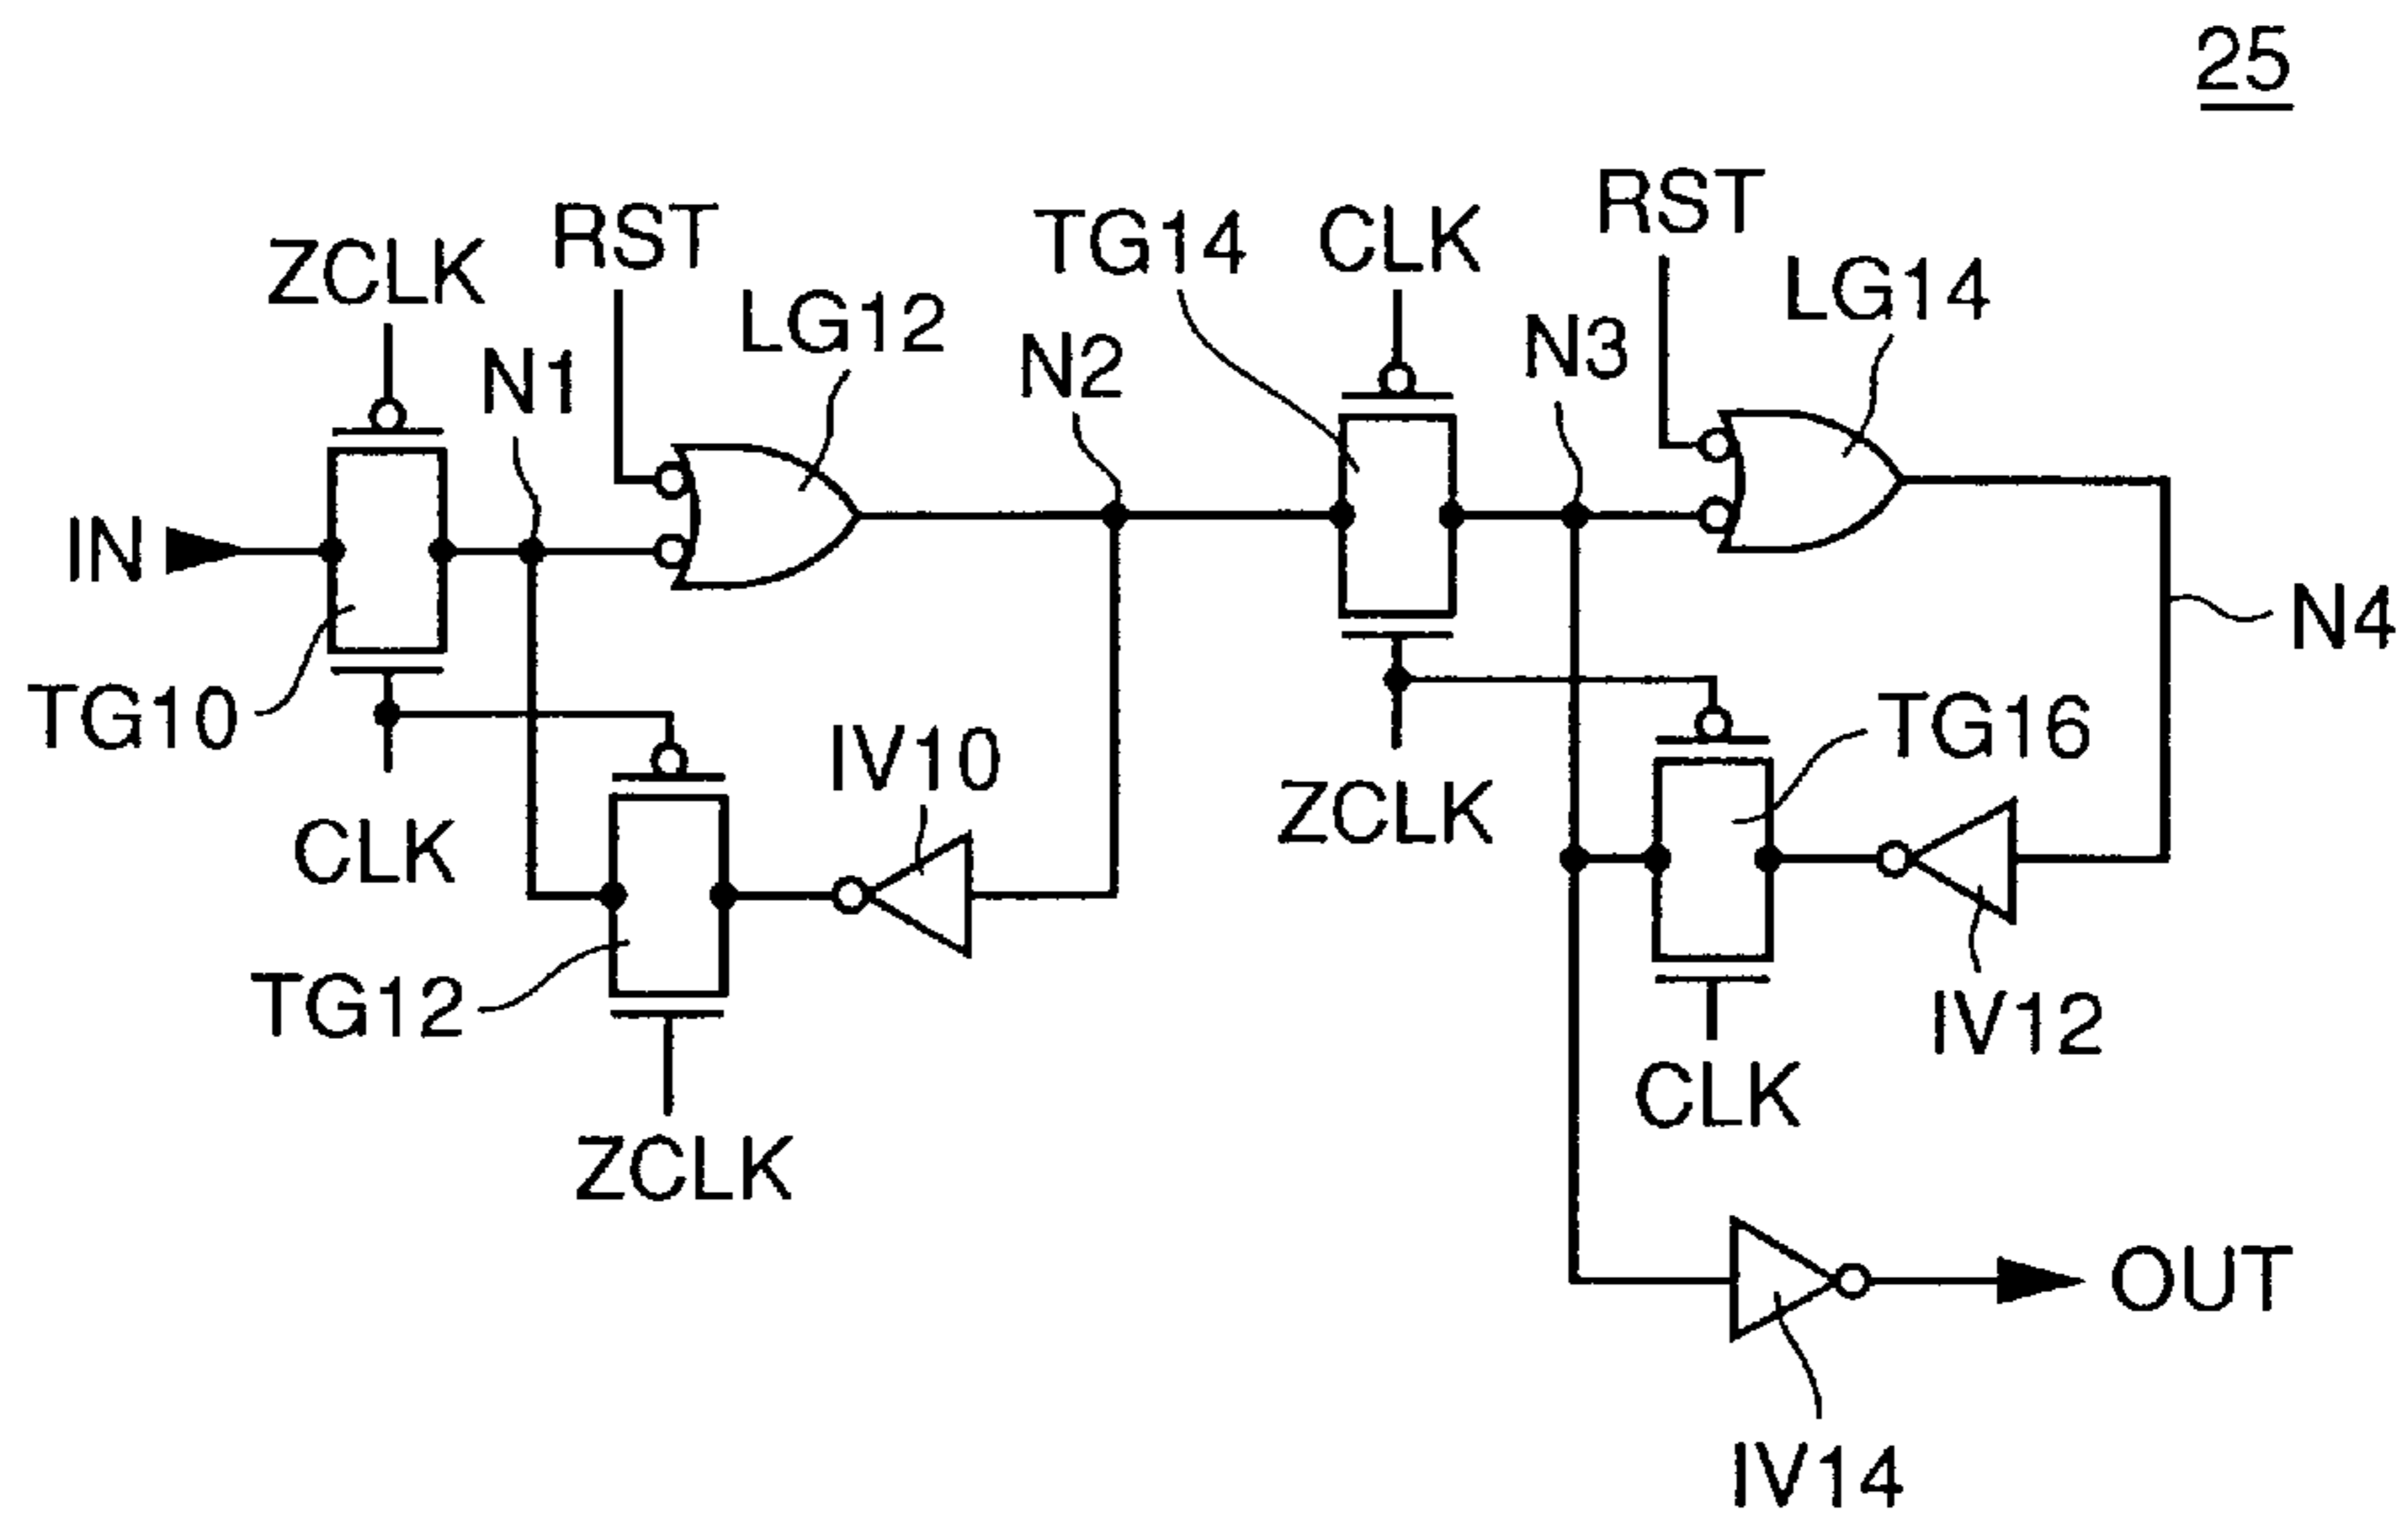 25
RST
RST
TG14
CLK
ZCLK
LG14
LG12
N1
N2
N3
IN
N4
TG10
TG16
IV10
ZCLK
CLK
TG12
IV12
CLK
ZCLK
OUT
IV14